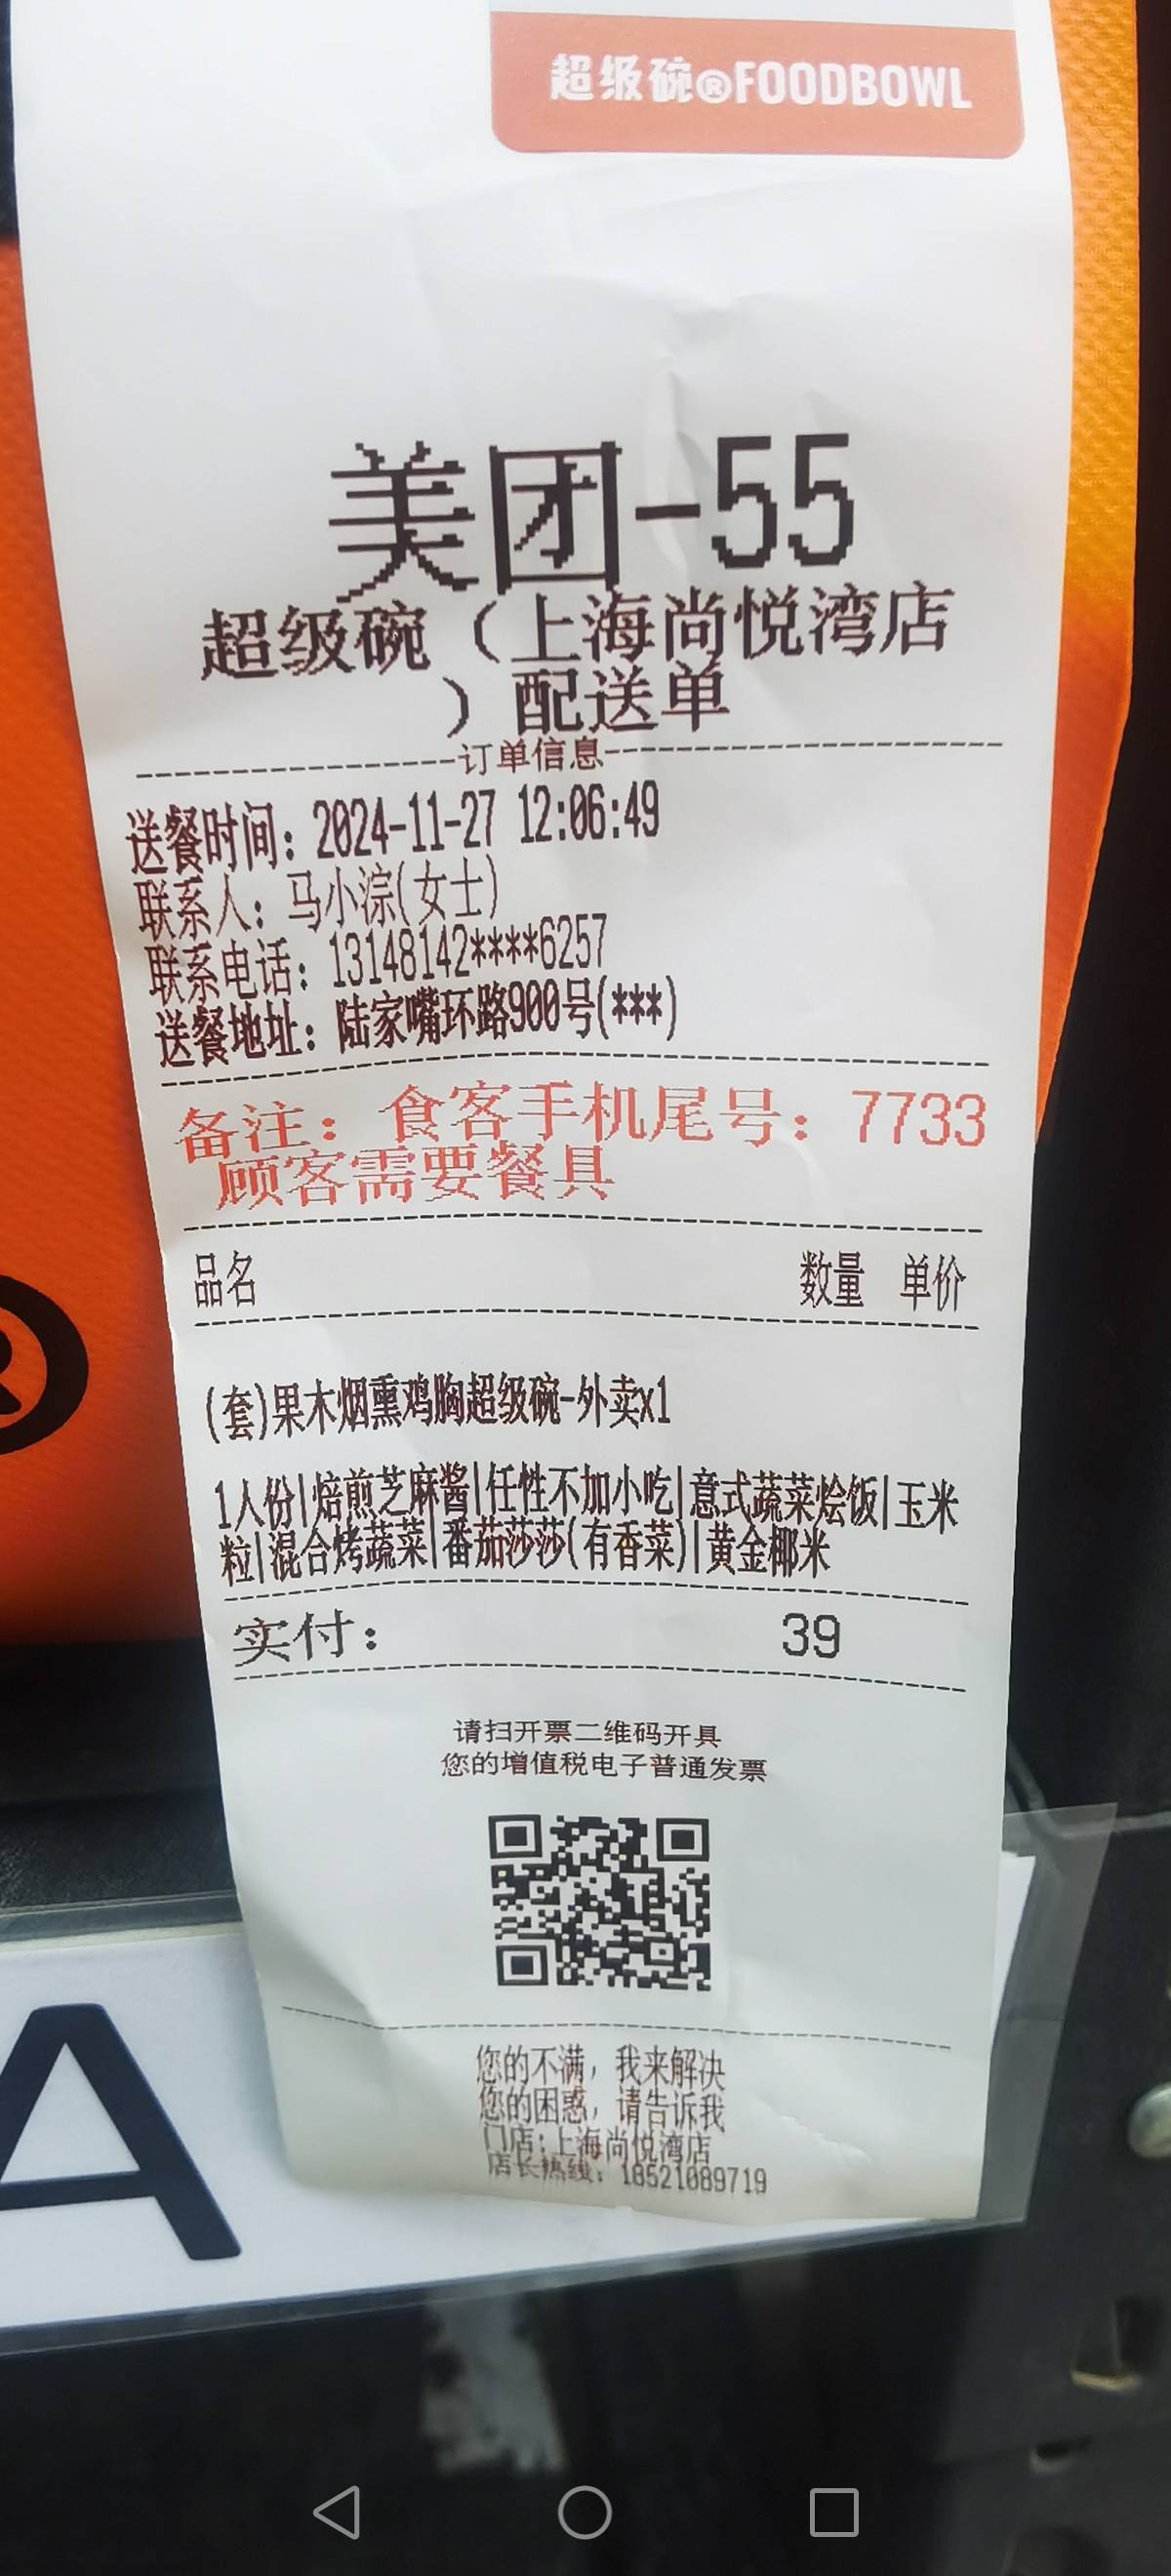 超级碗®FOODBOWL
美团-55
超级碗（上海尚悦湾店
）配送单
订单信息
送餐时间：2024-11-27 12:06:49
联系人：马小淙(女士)
联系电话：13148142****6257
送餐地址：陆家嘴环路900号(***)
备注：食客手机尾号：7733
顾客需要餐具
品名 数量 单价
(套)果木烟熏鸡胸超级碗-外卖x1
1人份|焙煎芝麻酱|任性不加小吃|意式蔬菜烩饭|玉米
粒|混合烤蔬菜|番茄莎莎(有香菜)|黄金椰米
实付： 39
请扫开票二维码开具
您的增值税电子普通发票
您的不满，我来解决
您的困惑，请告诉我
门店：上海尚悦湾店
店长热线：18521089719
A
®